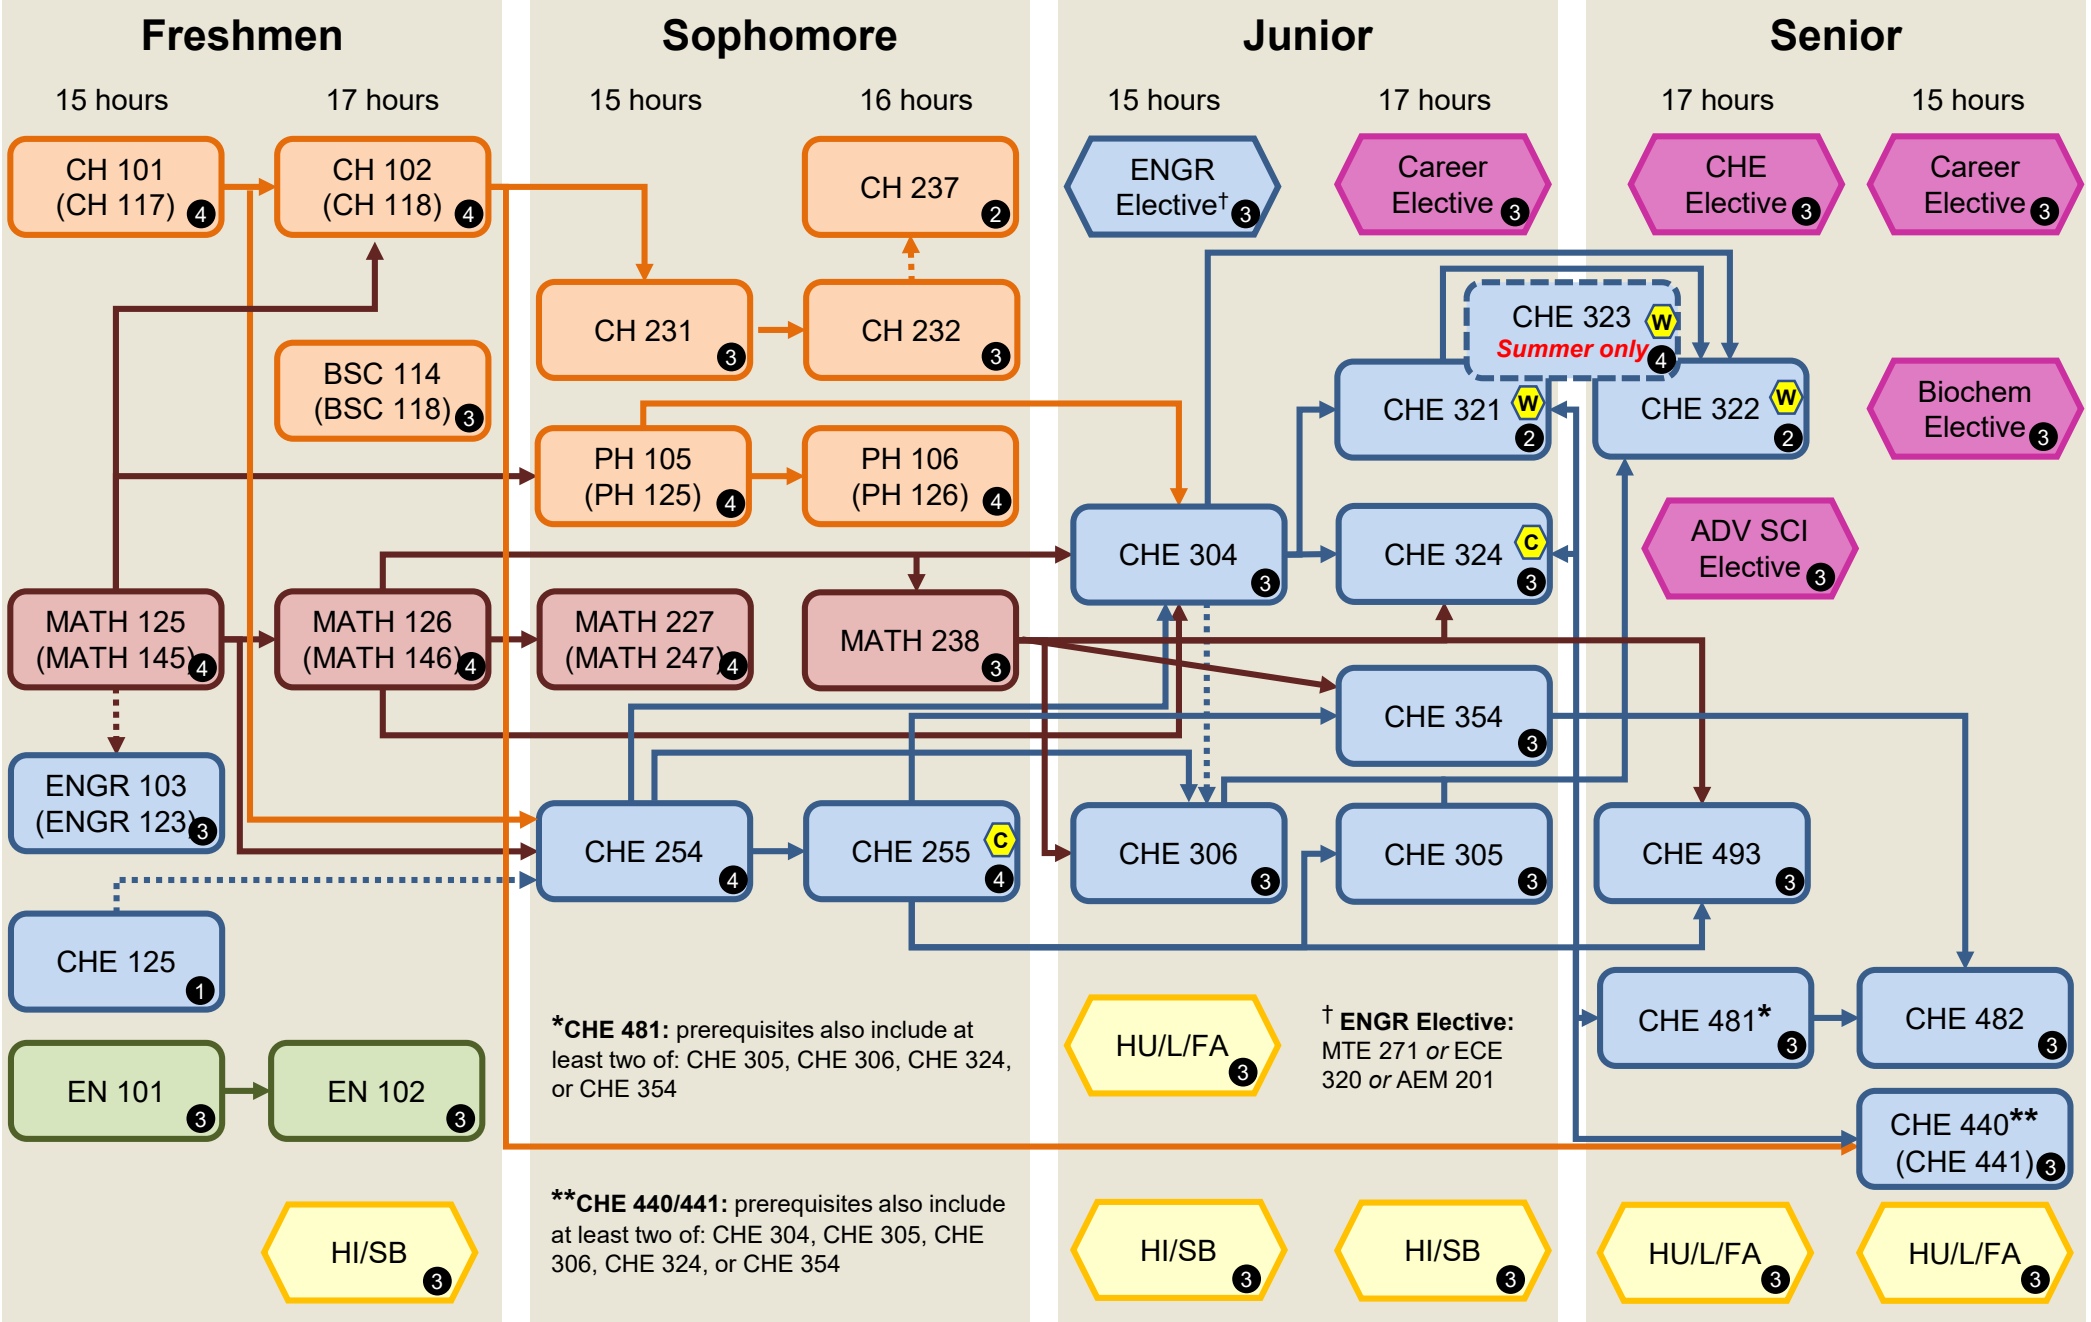 Freshmen
15 hours
17 hours
CH 101
(CH 117)
4
CH 102
(CH 118)
4
BSC 114
(BSC 118)
3
MATH 125
(MATH 145)
4
MATH 126
(MATH 146)
4
ENGR 103
(ENGR 123)
3
CHE 125
1
EN 101
3
EN 102
3
HI/SB
3
Sophomore
15 hours
16 hours
CH 237
2
CH 231
3
CH 232
3
PH 105
(PH 125)
4
PH 106
(PH 126)
4
MATH 227
(MATH 247)
4
MATH 238
3
CHE 254
4
CHE 255
C
4
*CHE 481: prerequisites also include at
least two of: CHE 305, CHE 306, CHE 324,
or CHE 354
**CHE 440/441: prerequisites also include
at least two of: CHE 304, CHE 305, CHE
306, CHE 324, or CHE 354
Junior
15 hours
17 hours
ENGR
Elective†
3
Career
Elective
3
CHE 323
W
Summer only
4
CHE 321
W
2
CHE 304
3
CHE 324
C
3
CHE 354
3
CHE 306
3
CHE 305
3
HU/L/FA
3
† ENGR Elective:
MTE 271 or ECE
320 or AEM 201
HI/SB
3
HI/SB
3
Senior
17 hours
15 hours
CHE
Elective
3
Career
Elective
3
CHE 322
W
2
Biochem
Elective
3
ADV SCI
Elective
3
CHE 493
3
CHE 481*
3
CHE 482
3
CHE 440**
(CHE 441)
3
HU/L/FA
3
HU/L/FA
3